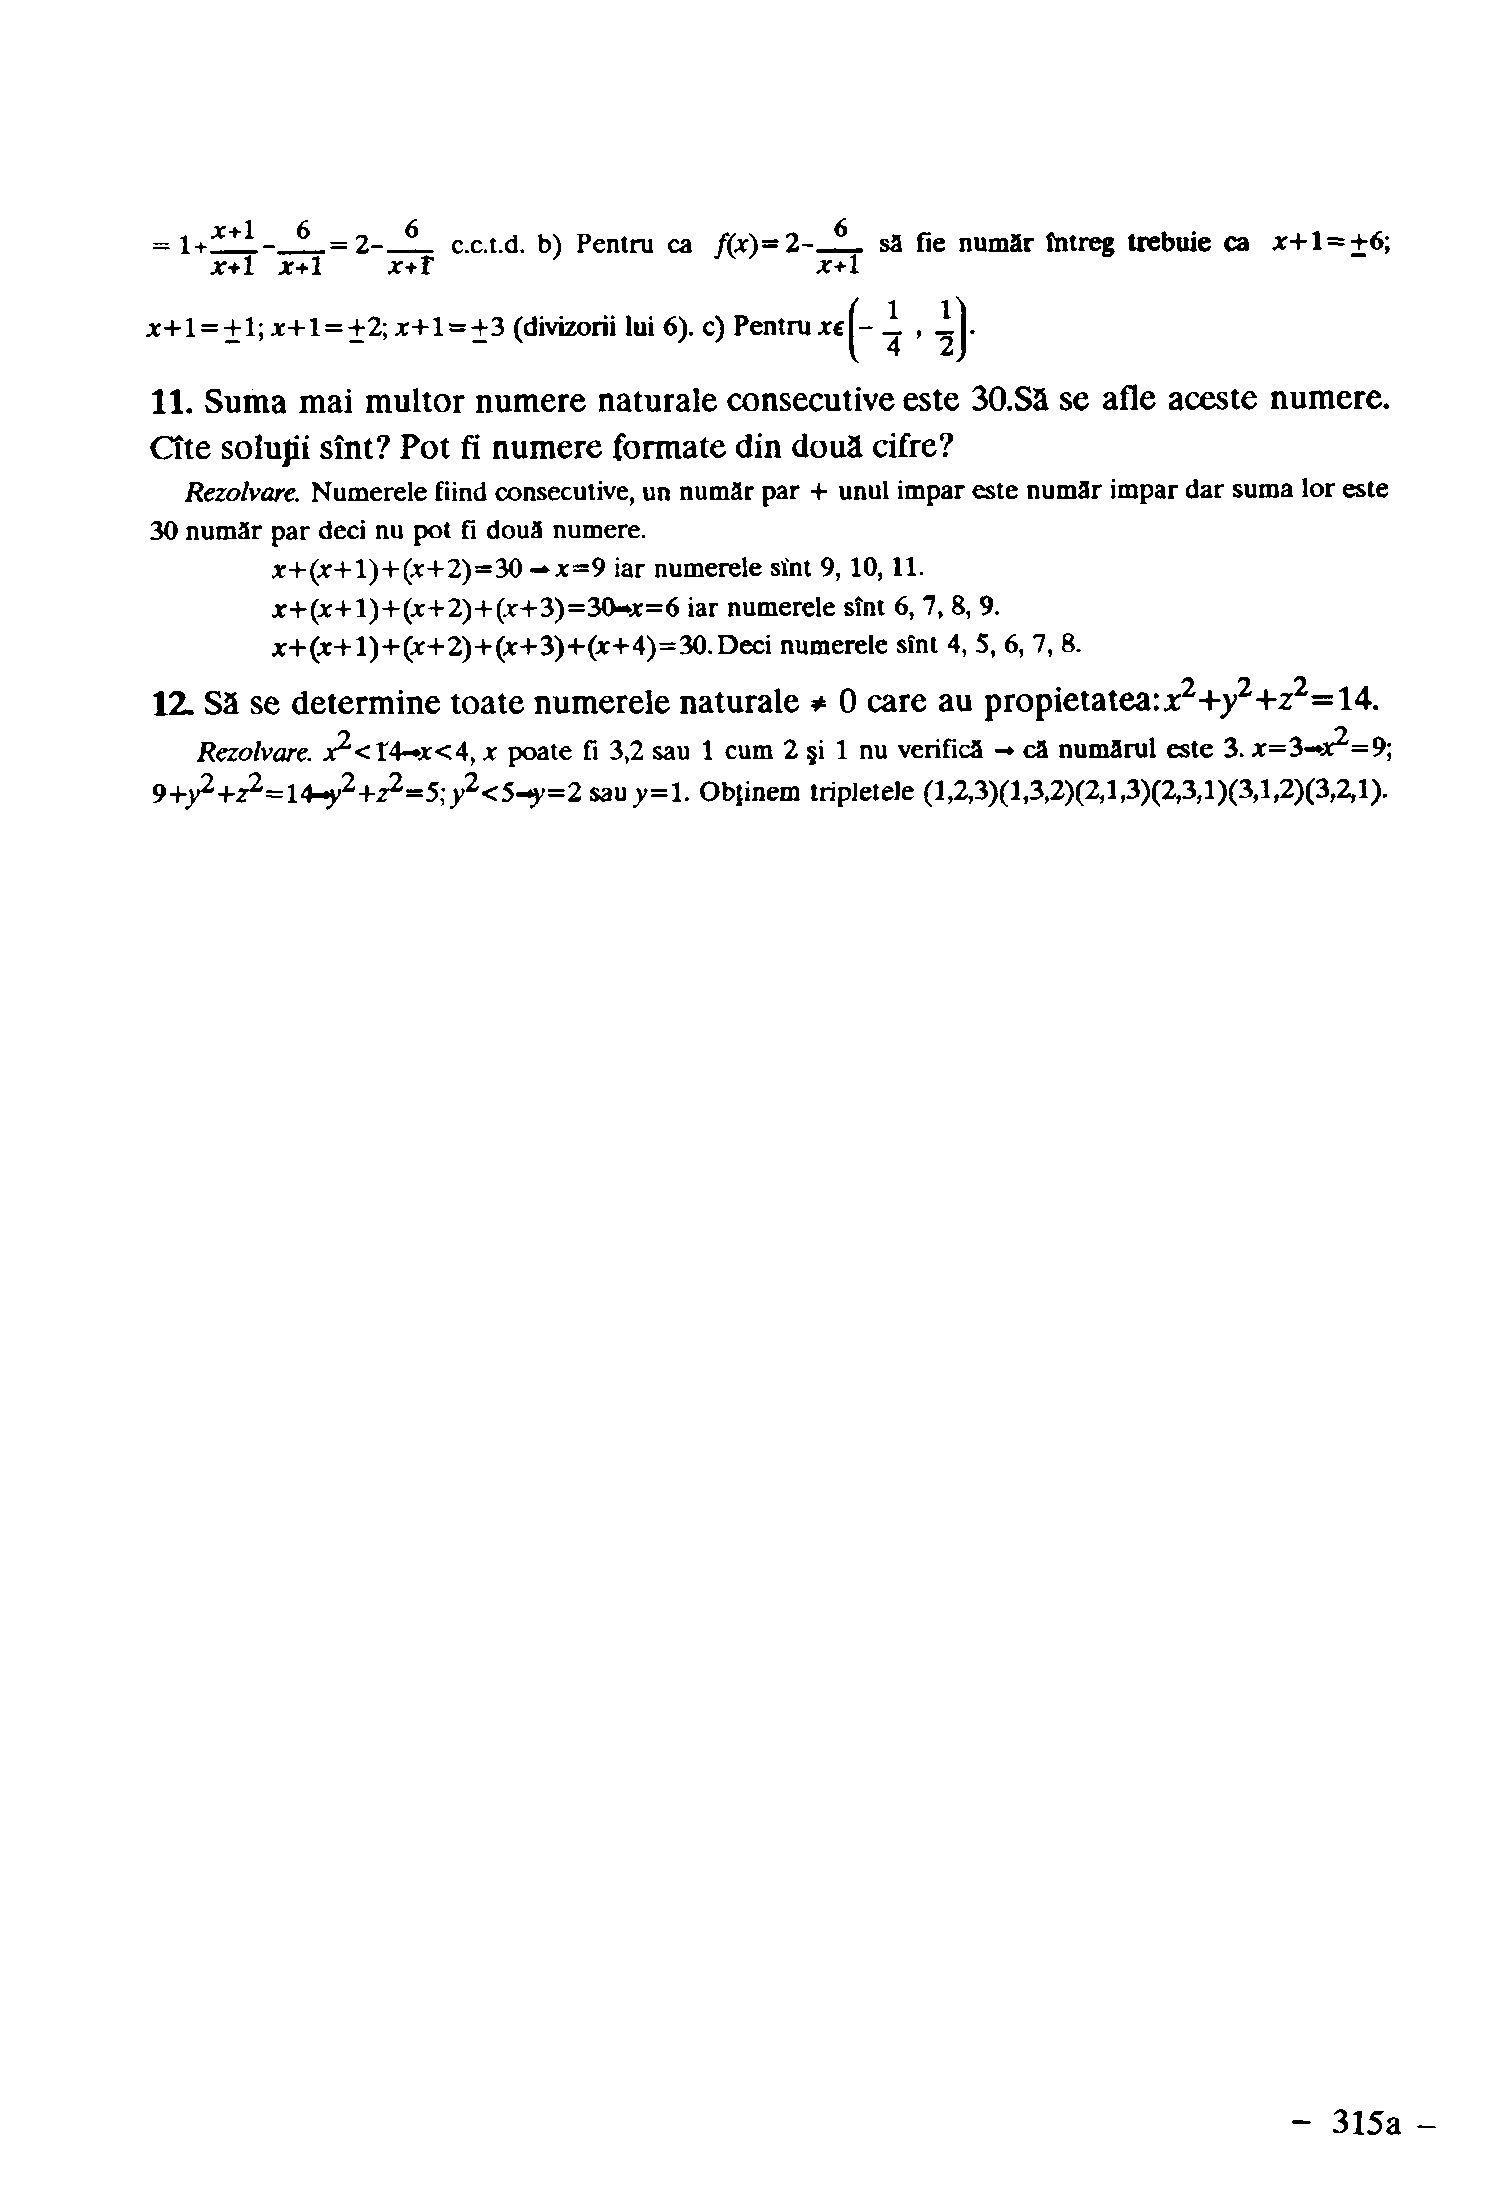 = 1+\frac{x+1}{x+1}-\frac{6}{x+1}=2-\frac{6}{x+1} c.c.t.d. b) Pentru ca f(x)=2-\frac{6}{x+1} să fie număr întreg trebuie ca x+1=±6;
x+1=±1; x+1=±2; x+1=±3 (divizorii lui 6). c) Pentru x∈(-\frac{1}{4}, \frac{1}{2}).
11. Suma mai multor numere naturale consecutive este 30.Să se afle aceste numere.
Cîte soluţii sînt? Pot fi numere formate din două cifre?
Rezolvare. Numerele fiind consecutive, un număr par + unul impar este număr impar dar suma lor este
30 număr par deci nu pot fi două numere.
x+(x+1)+(x+2)=30 → x=9 iar numerele sînt 9, 10, 11.
x+(x+1)+(x+2)+(x+3)=30→x=6 iar numerele sînt 6, 7, 8, 9.
x+(x+1)+(x+2)+(x+3)+(x+4)=30.Deci numerele sînt 4, 5, 6, 7, 8.
12. Să se determine toate numerele naturale ≠ 0 care au propietatea:x²+y²+z²=14.
Rezolvare. x²<14→x<4, x poate fi 3,2 sau 1 cum 2 şi 1 nu verifică → că numărul este 3. x=3→x²=9;
9+y²+z²=14→y²+z²=5; y²<5→y=2 sau y=1. Obţinem tripletele (1,2,3)(1,3,2)(2,1,3)(2,3,1)(3,1,2)(3,2,1).
- 315a -